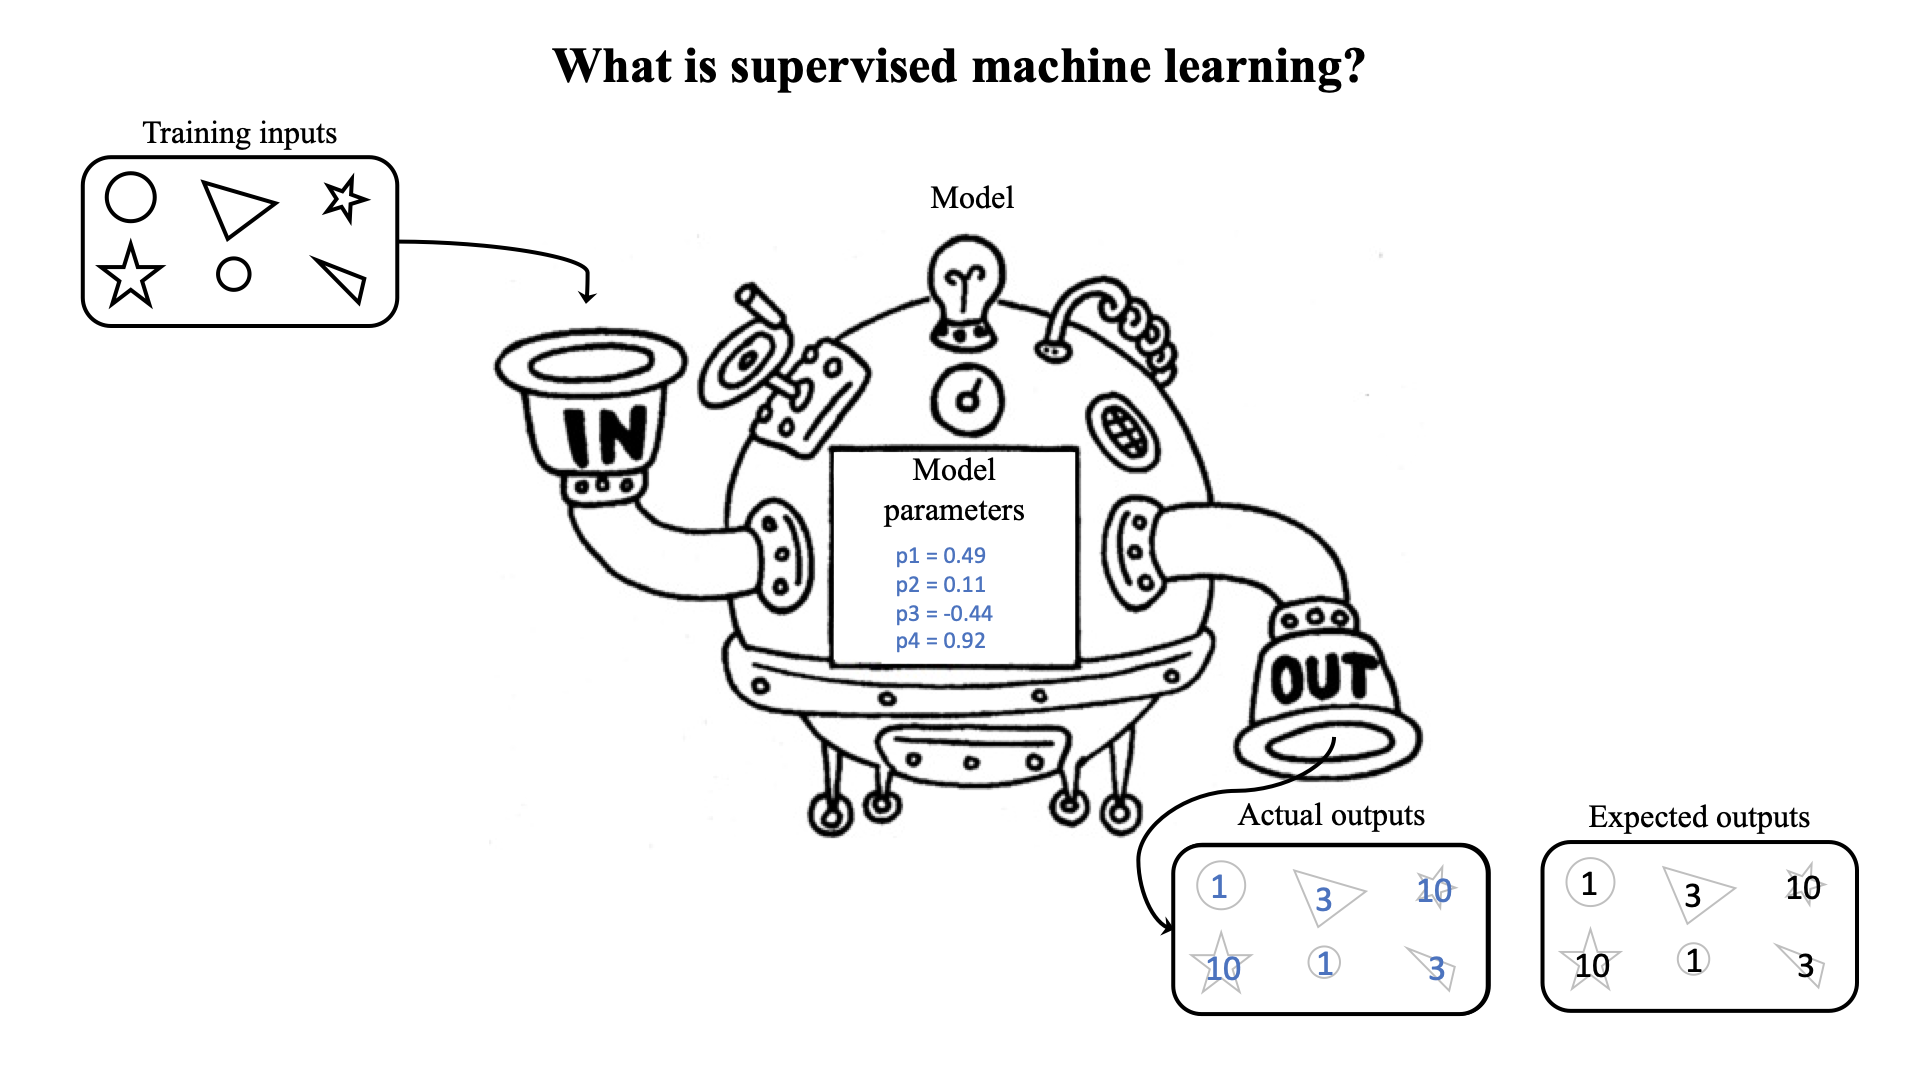 What is supervised machine learning?
Training inputs
Model
IN
Model
parameters
p1 = 0.49
p2 = 0.11
p3 = -0.44
p4 = 0.92
OUT
Actual outputs
1 3 10
10 1 3
Expected outputs
1 3 10
10 1 3